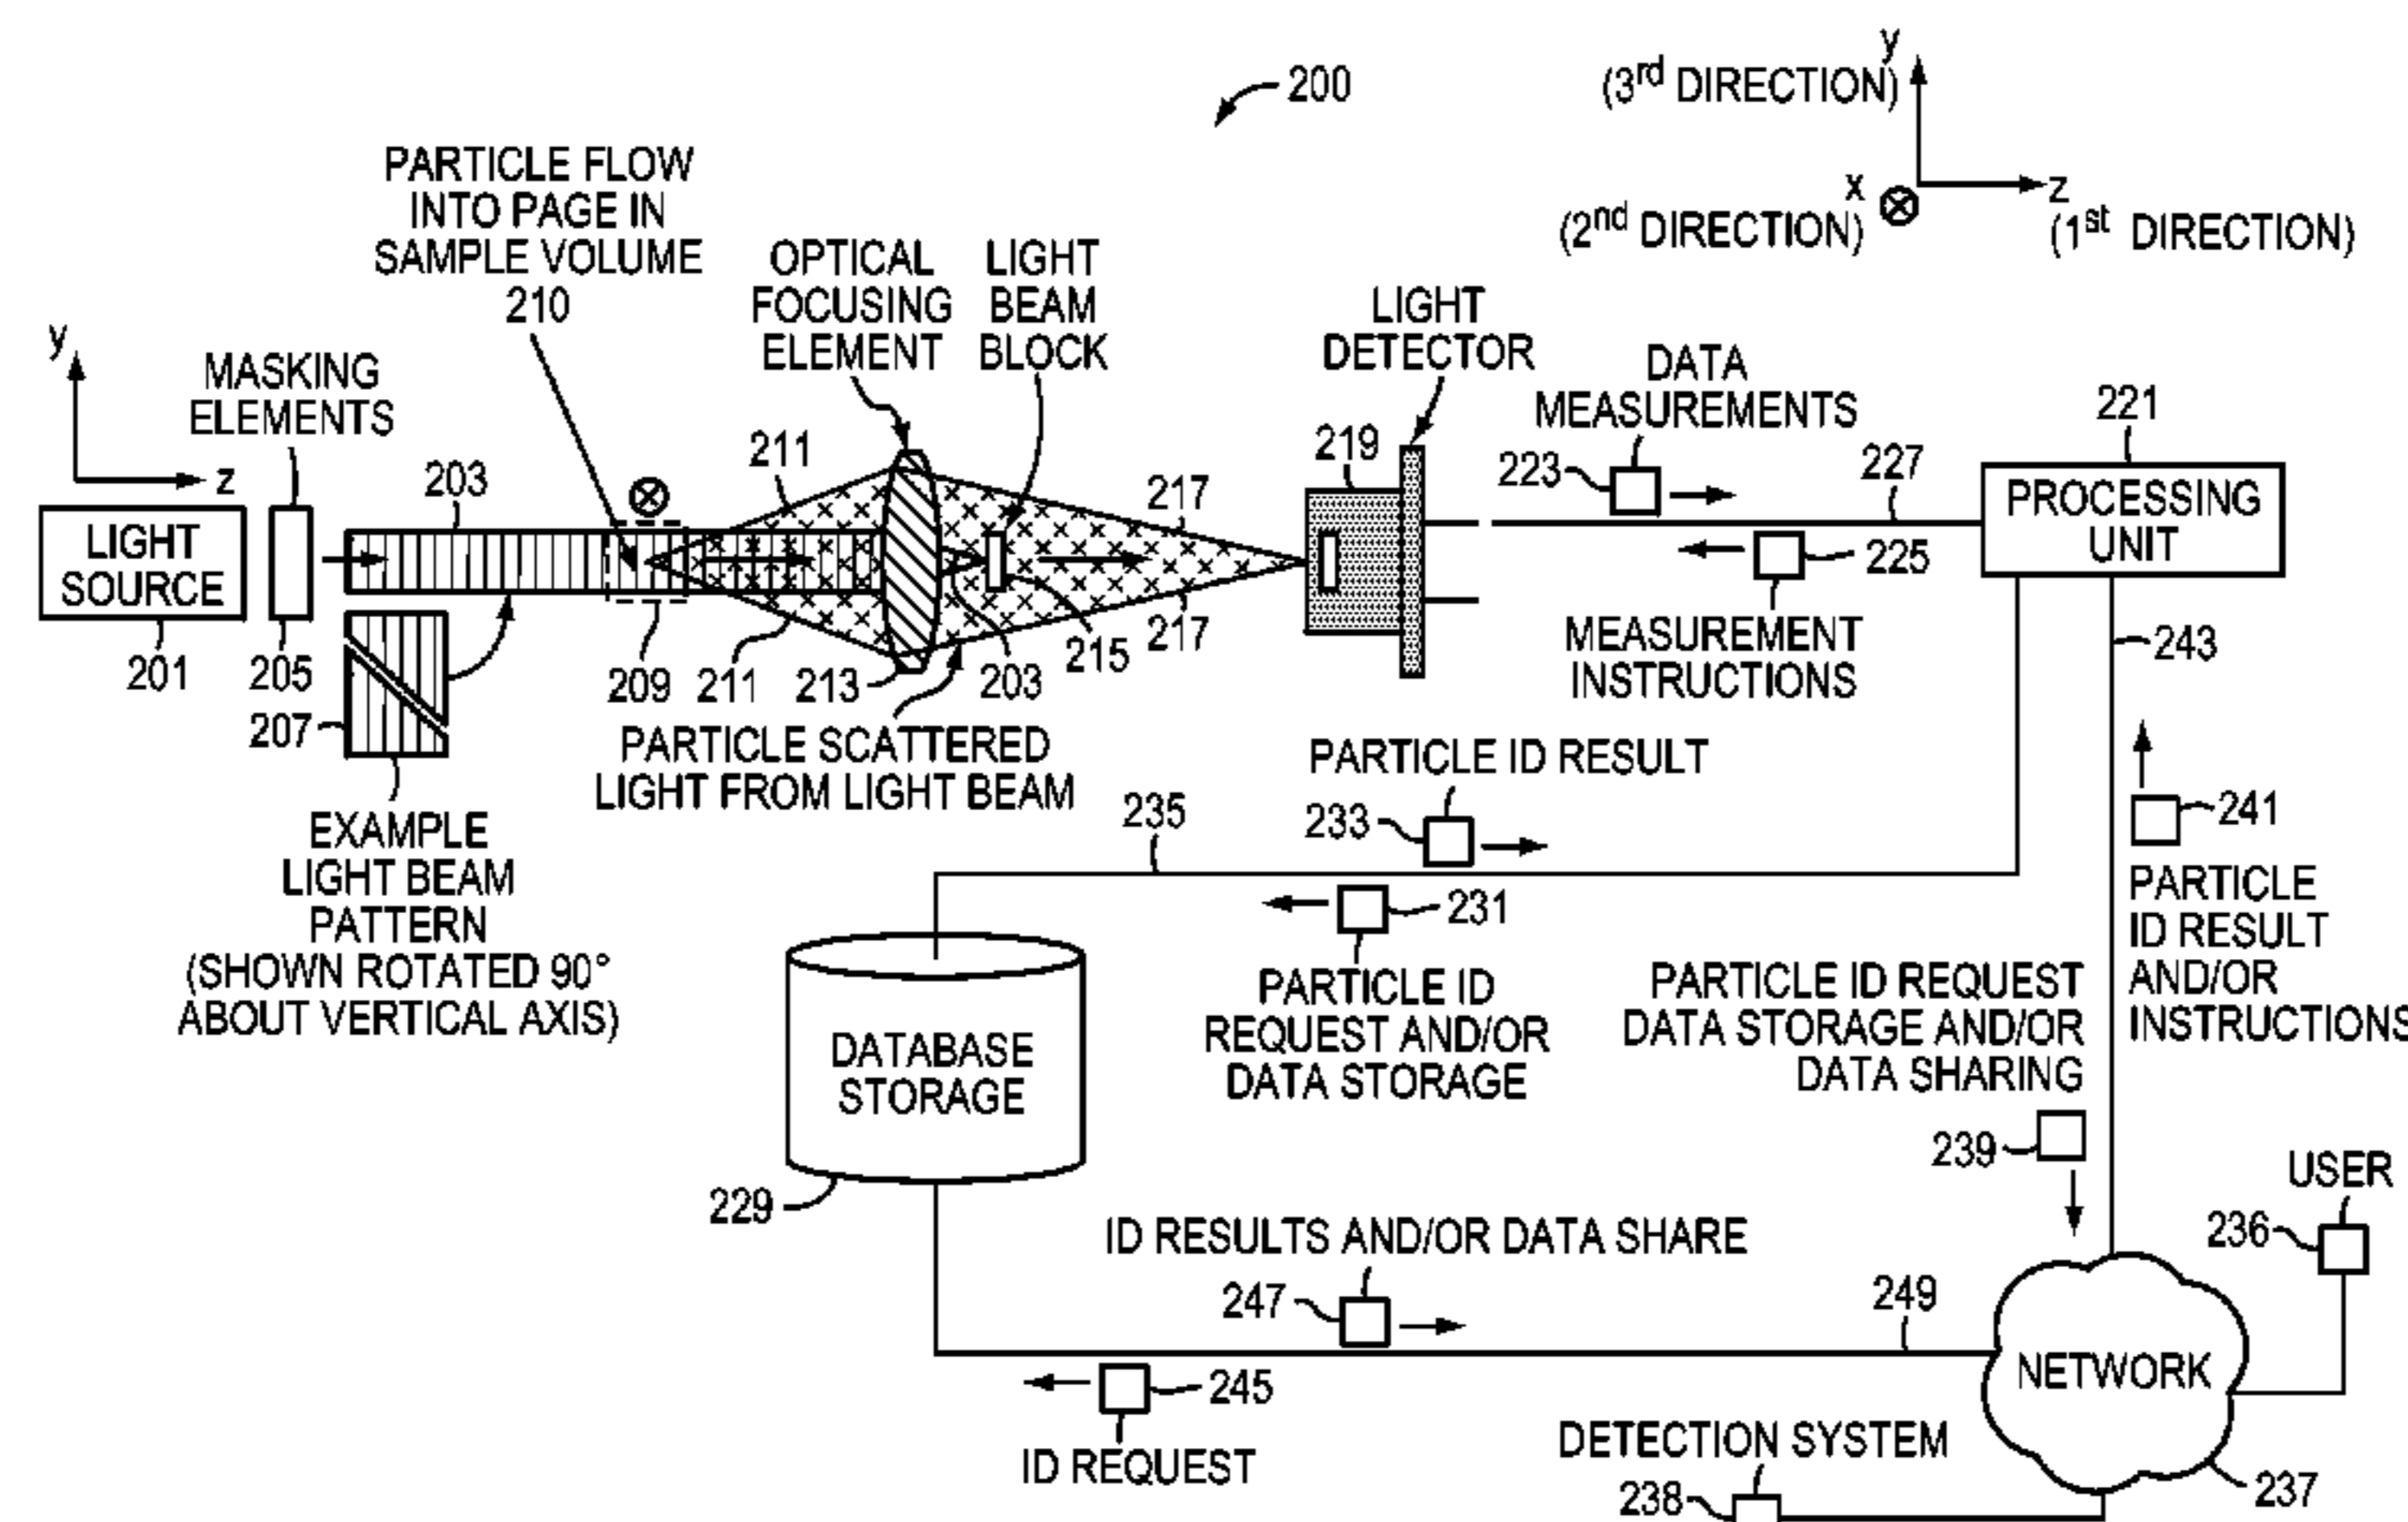 200
y
(3rd DIRECTION)
x
(2nd DIRECTION)
z
(1st DIRECTION)
PARTICLE FLOW
INTO PAGE IN
SAMPLE VOLUME
210
OPTICAL
FOCUSING
ELEMENT
LIGHT
BEAM
BLOCK
LIGHT
DETECTOR
DATA
MEASUREMENTS
y
z
MASKING
ELEMENTS
203
211
219
217
223
227
221
LIGHT
SOURCE
PROCESSING
UNIT
225
MEASUREMENT
INSTRUCTIONS
201
205
209
211
213
203
215
217
243
207
PARTICLE SCATTERED
LIGHT FROM LIGHT BEAM
EXAMPLE
LIGHT BEAM
PATTERN
(SHOWN ROTATED 90°
ABOUT VERTICAL AXIS)
PARTICLE ID RESULT
235
233
231
PARTICLE ID
REQUEST AND/OR
DATA STORAGE
241
PARTICLE
ID RESULT
AND/OR
INSTRUCTIONS
PARTICLE ID REQUEST
DATA STORAGE AND/OR
DATA SHARING
239
DATABASE
STORAGE
229
USER
236
ID RESULTS AND/OR DATA SHARE
247
249
245
ID REQUEST
NETWORK
237
DETECTION SYSTEM
238